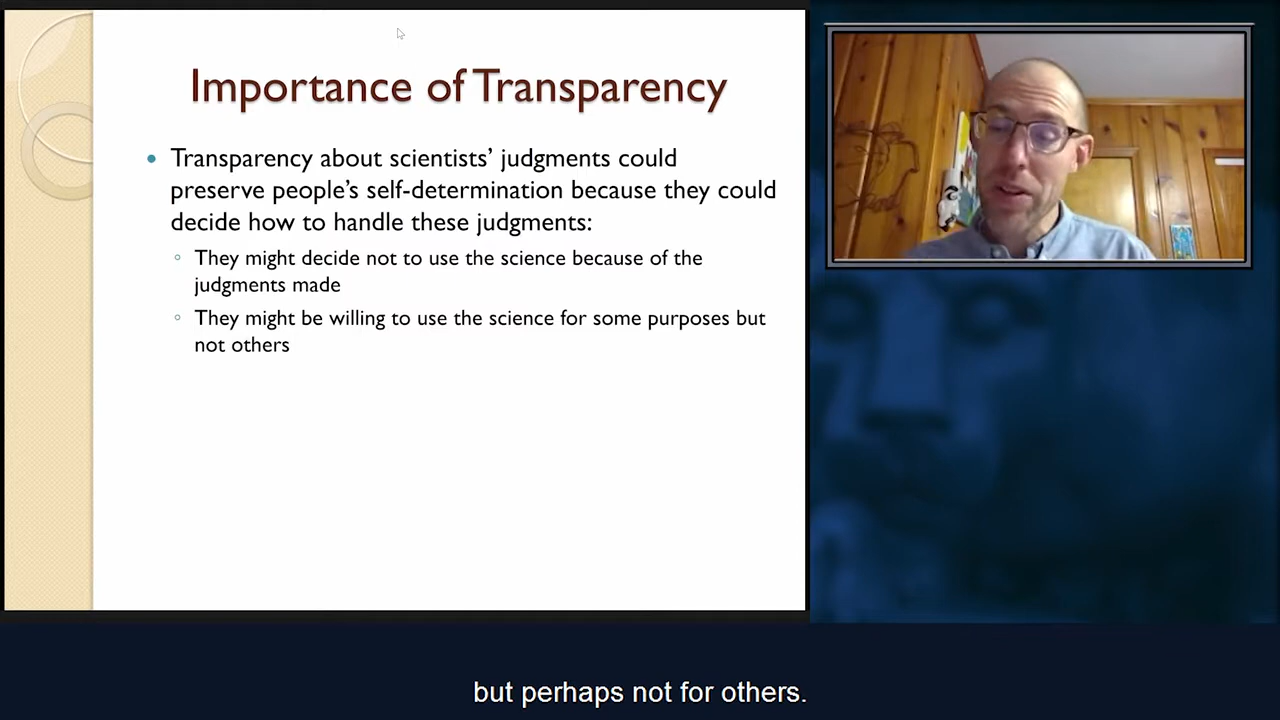 Importance of Transparency
• Transparency about scientists’ judgments could
preserve people’s self-determination because they could
decide how to handle these judgments:
◦ They might decide not to use the science because of the
judgments made
◦ They might be willing to use the science for some purposes but
not others
but perhaps not for others.